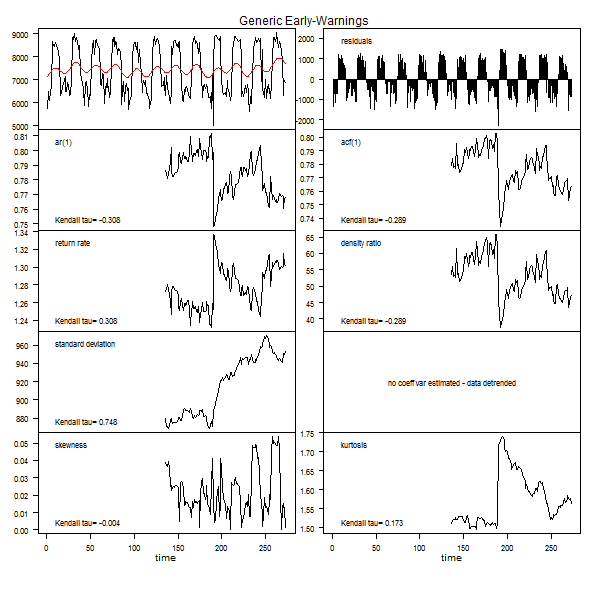 Generic Early-Warnings
9000
8000
7000
6000
5000
residuals
2000
1000
0
1000
2000
ar(1)
0.81
0.80
0.79
0.78
0.77
0.76
0.75
Kendall tau= -0.308
acf(1)
0.80
0.79
0.78
0.77
0.76
0.75
0.74
Kendall tau= -0.289
return rate
1.34
1.32
1.30
1.28
1.26
1.24
Kendall tau= 0.308
density ratio
65
60
55
50
45
40
Kendall tau= -0.289
standard deviation
960
940
920
900
880
Kendall tau= 0.748
no coeff var estimated - data detrended
skewness
0.05
0.04
0.03
0.02
0.01
0.00
Kendall tau= -0.004
0 50 100 150 200 250
time
kurtosis
1.75
1.70
1.65
1.60
1.55
1.50
Kendall tau= 0.173
0 50 100 150 200 250
time